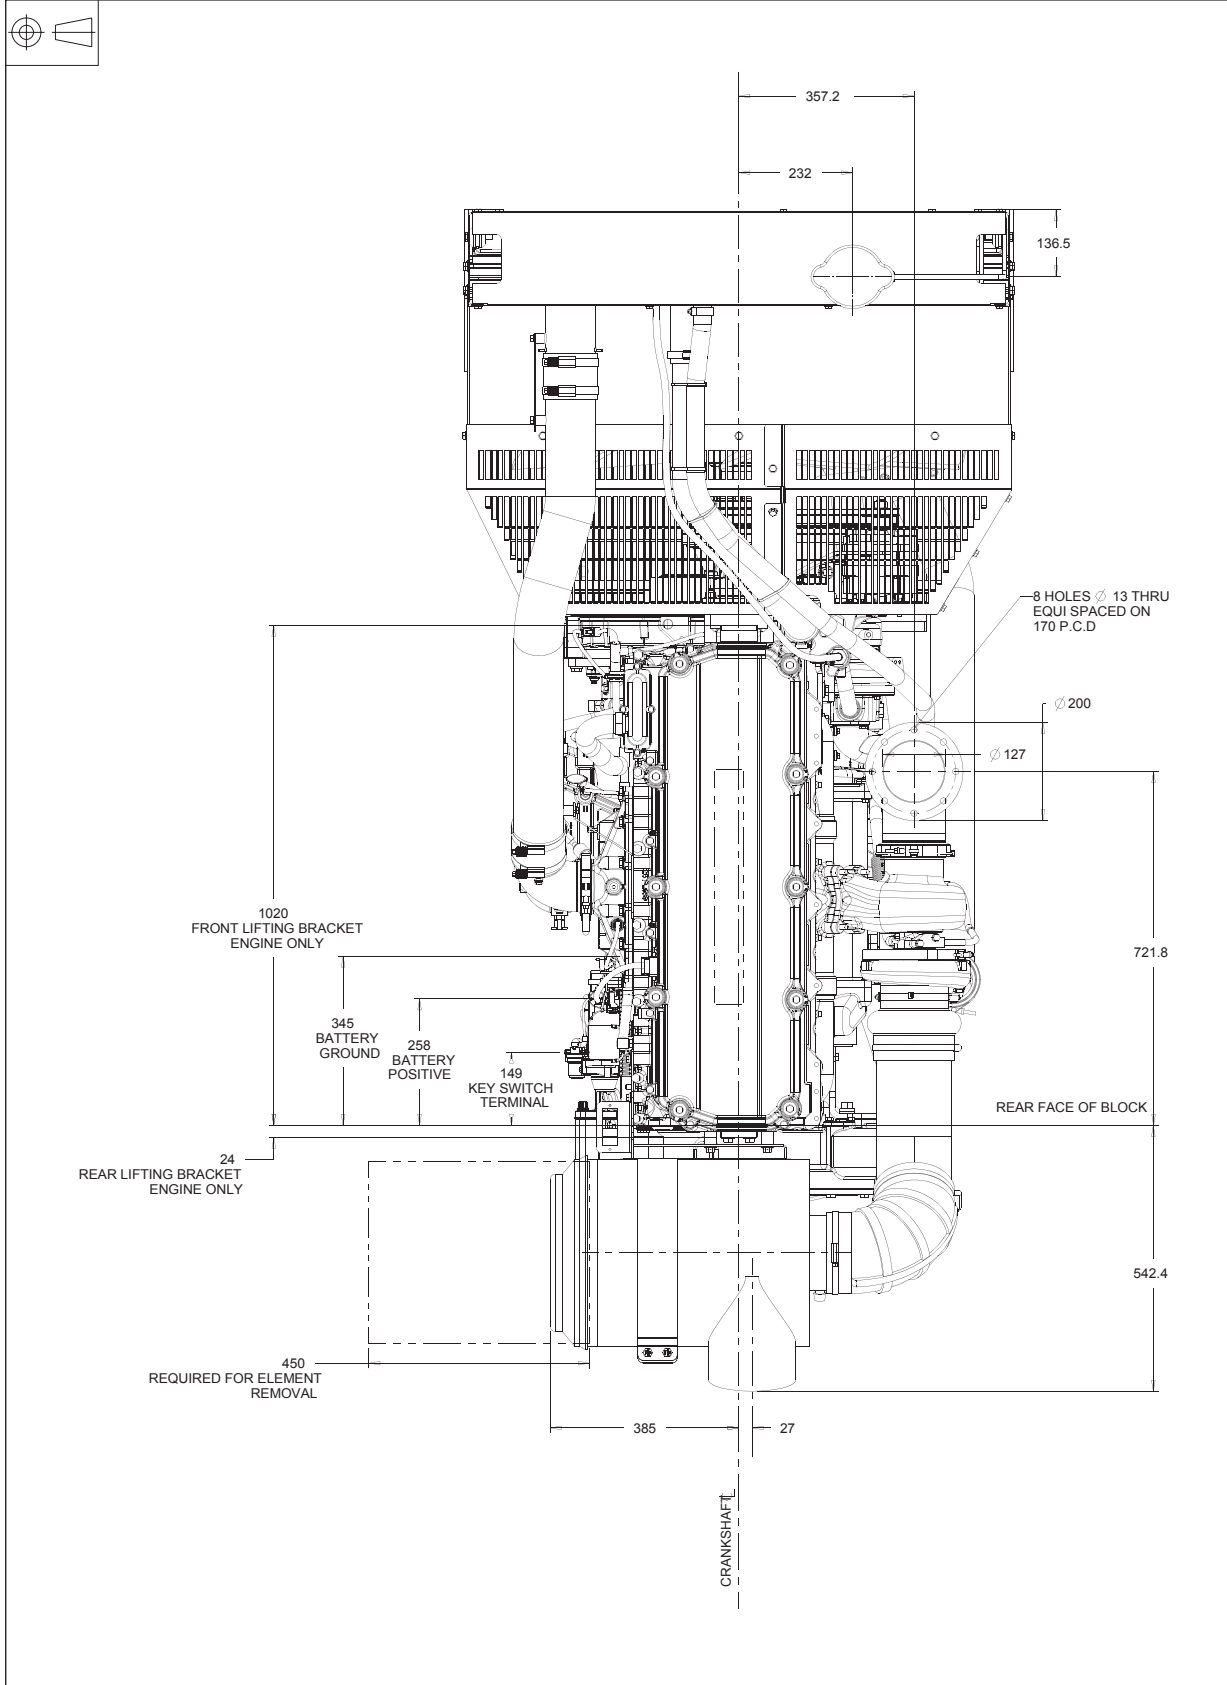 357.2
232
136.5
8 HOLES ∅ 13 THRU
EQUI SPACED ON
170 P.C.D
∅ 200
∅ 127
1020
FRONT LIFTING BRACKET
ENGINE ONLY
721.8
345
BATTERY
GROUND
258
BATTERY
POSITIVE
149
KEY SWITCH
TERMINAL
REAR FACE OF BLOCK
24
REAR LIFTING BRACKET
ENGINE ONLY
542.4
450
REQUIRED FOR ELEMENT
REMOVAL
385
27
CRANKSHAFT